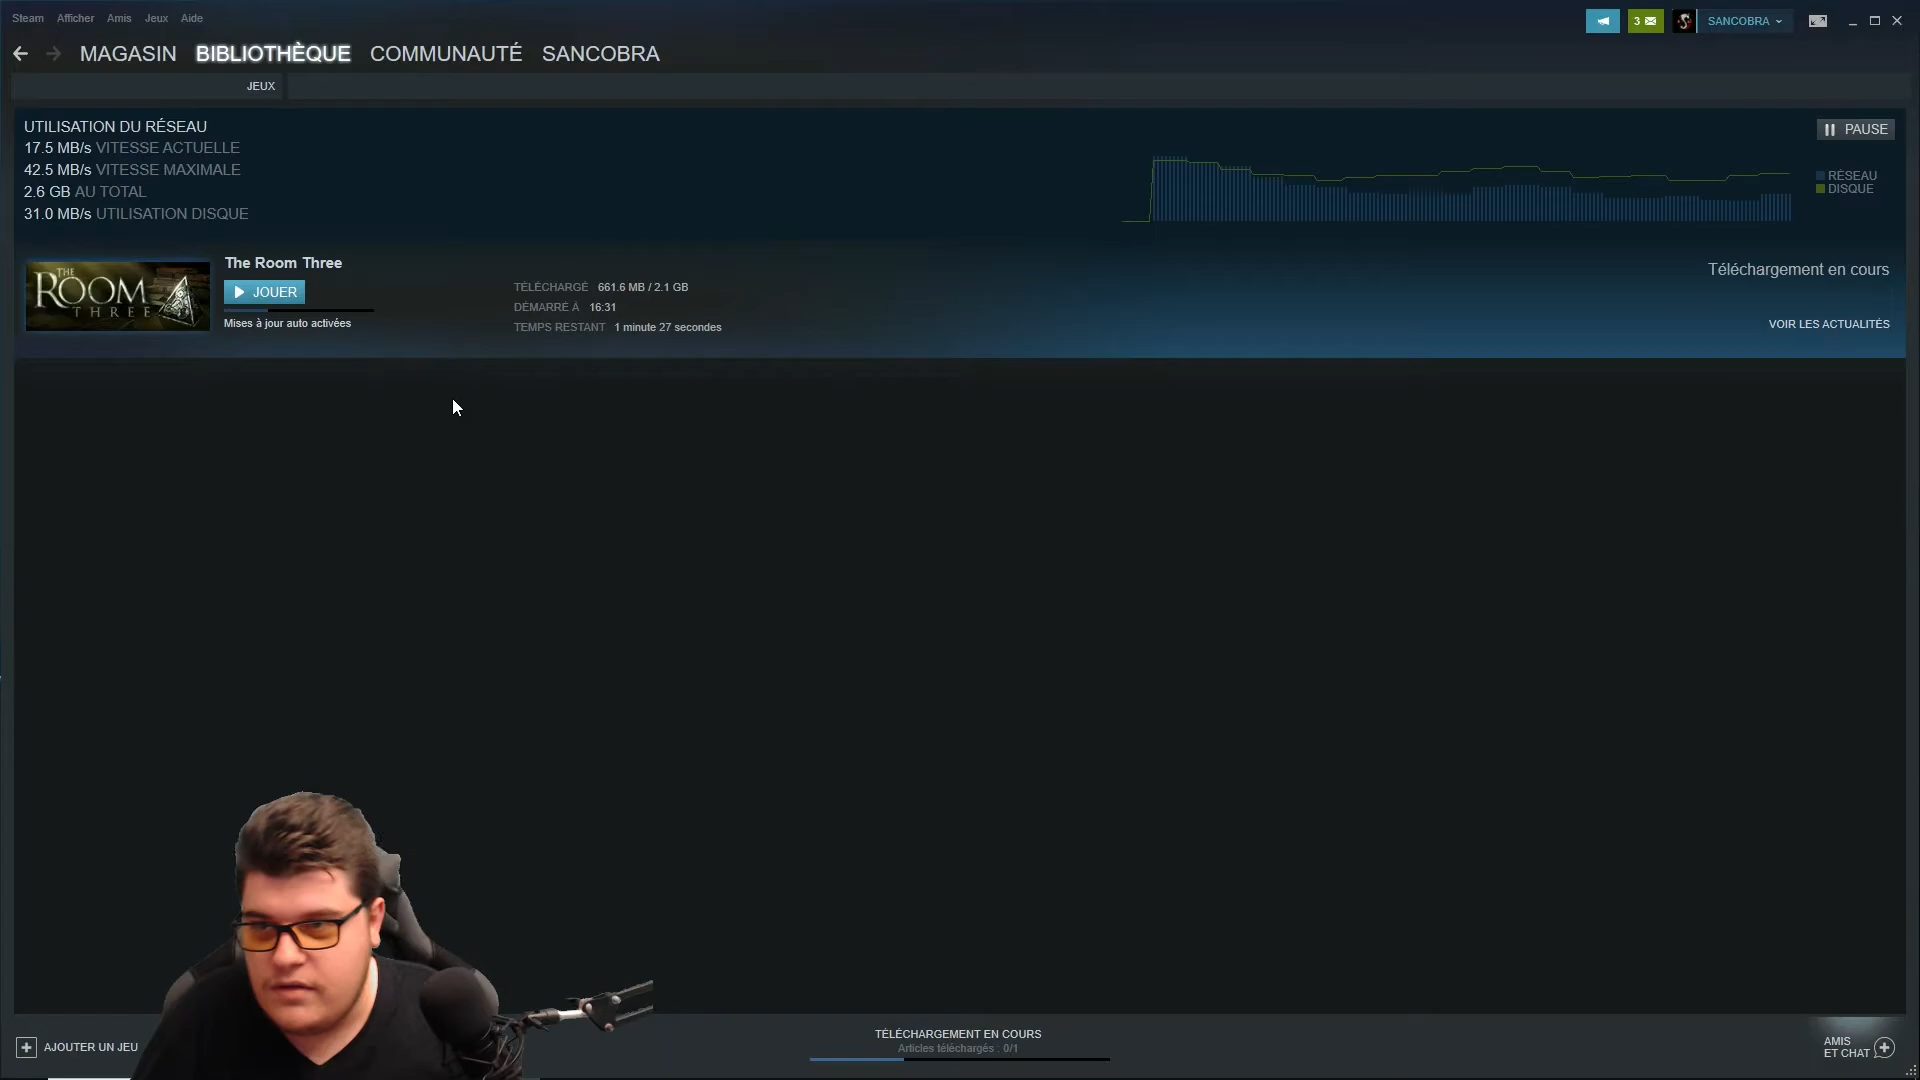 Steam Afficher Amis Jeux Aide
3
SANCOBRA
MAGASIN BIBLIOTHÈQUE COMMUNAUTÉ SANCOBRA
JEUX
UTILISATION DU RÉSEAU
17.5 MB/s VITESSE ACTUELLE
42.5 MB/s VITESSE MAXIMALE
2.6 GB AU TOTAL
31.0 MB/s UTILISATION DISQUE
PAUSE
RÉSEAU
DISQUE
THE ROOM THREE
The Room Three
JOUER
Mises à jour auto activées
TÉLÉCHARGÉ 661.6 MB / 2.1 GB
DÉMARRÉ À 16:31
TEMPS RESTANT 1 minute 27 secondes
Téléchargement en cours
VOIR LES ACTUALITÉS
AJOUTER UN JEU
TÉLÉCHARGEMENT EN COURS
Articles téléchargés : 0/1
AMIS
ET CHAT